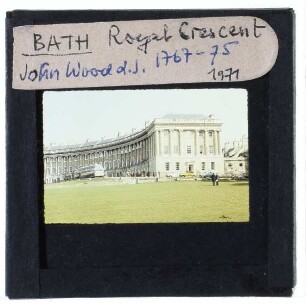 BATH Royal Crescent
John Wood d.J. 1767-75
1971